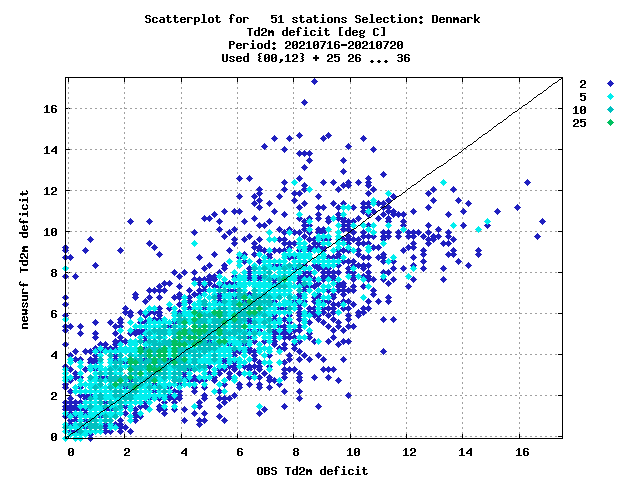 Scatterplot for 51 stations Selection: Denmark
Td2m deficit [deg C]
Period: 20210716-20210720
Used {00,12} + 25 26 ... 36
2
5
10
25
16
14
12
10
8
6
4
2
0
newsurf Td2m deficit
0 2 4 6 8 10 12 14 16
OBS Td2m deficit